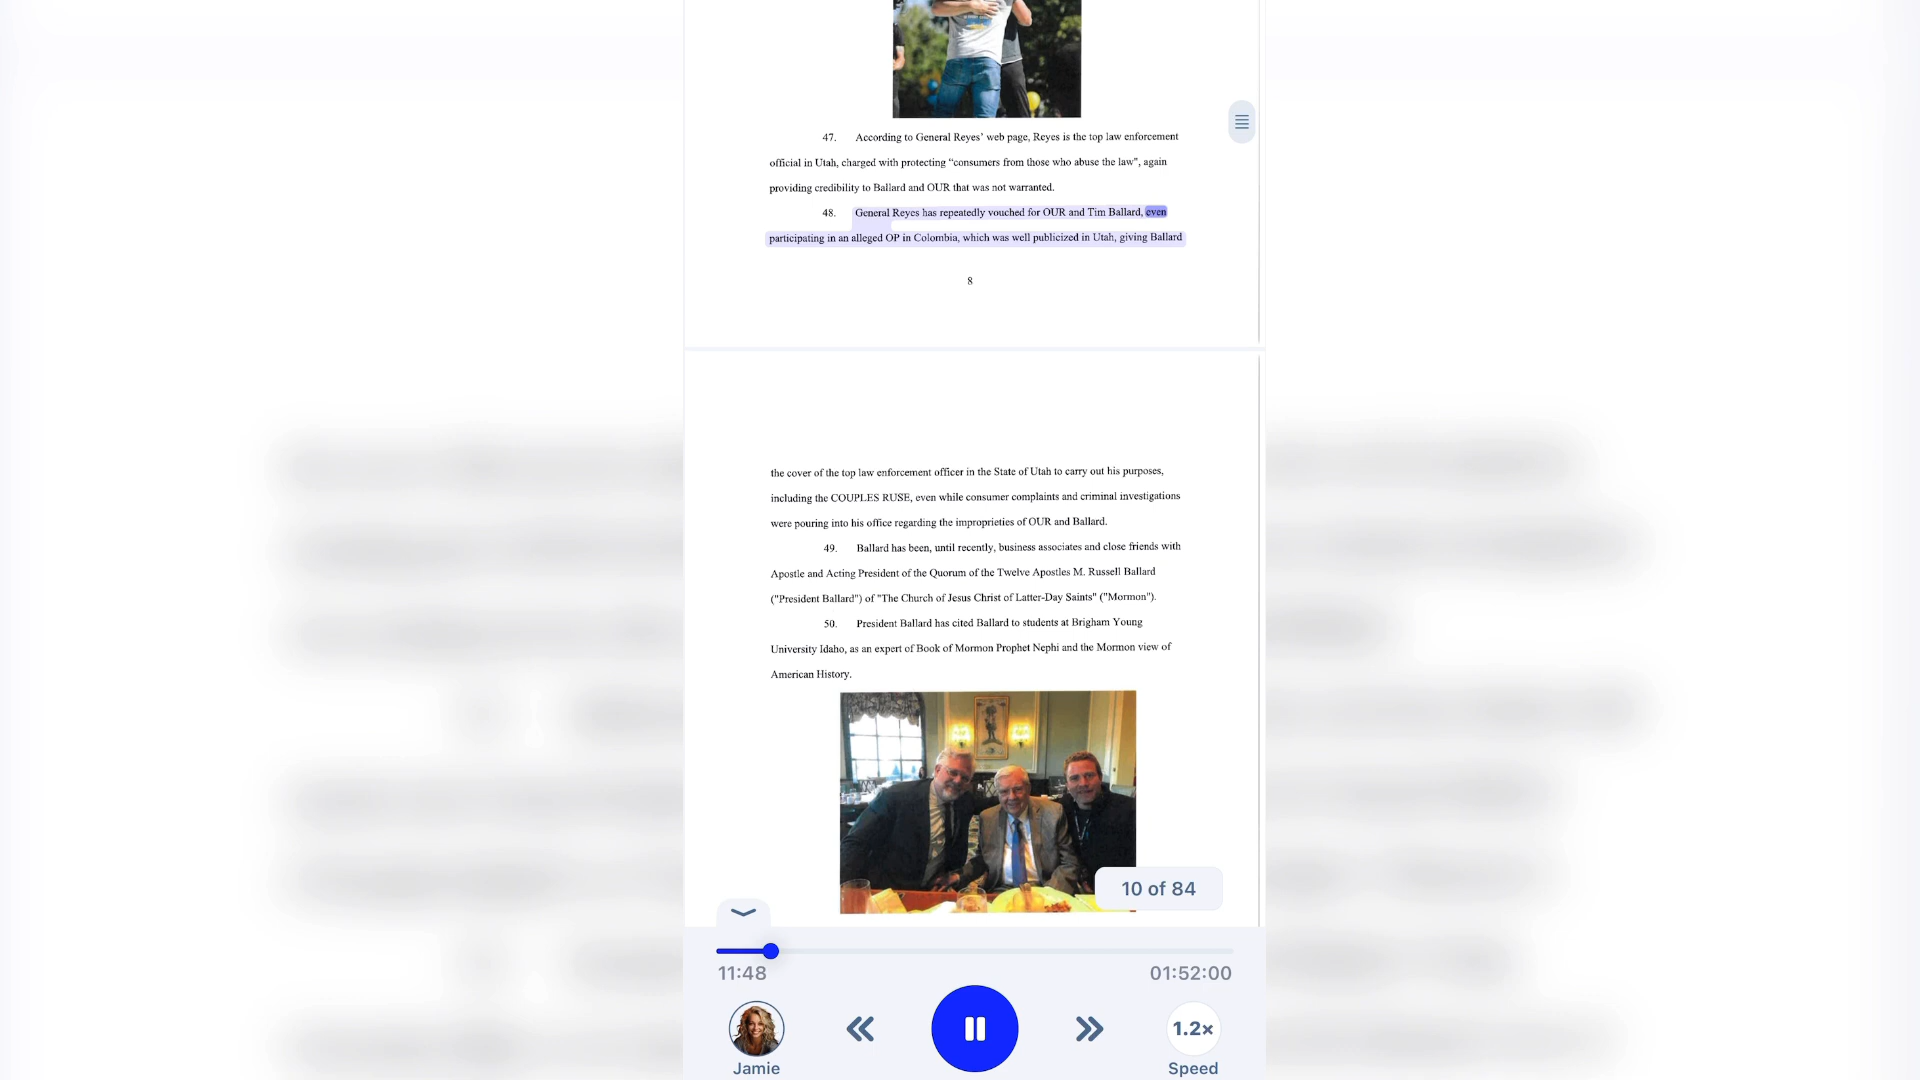 47. According to General Reyes' web page, Reyes is the top law enforcement
official in Utah, charged with protecting "consumers from those who abuse the law", again
providing credibility to Ballard and OUR that was not warranted.
48. General Reyes has repeatedly vouched for OUR and Tim Ballard, even
participating in an alleged OP in Colombia, which was well publicized in Utah, giving Ballard
8
the cover of the top law enforcement officer in the State of Utah to carry out his purposes,
including the COUPLES RUSE, even while consumer complaints and criminal investigations
were pouring into his office regarding the improprieties of OUR and Ballard.
49. Ballard has been, until recently, business associates and close friends with
Apostle and Acting President of the Quorum of the Twelve Apostles M. Russell Ballard
("President Ballard") of "The Church of Jesus Christ of Latter-Day Saints" ("Mormon").
50. President Ballard has cited Ballard to students at Brigham Young
University Idaho, as an expert of Book of Mormon Prophet Nephi and the Mormon view of
American History.
10 of 84
11:48
01:52:00
1.2×
Jamie
Speed